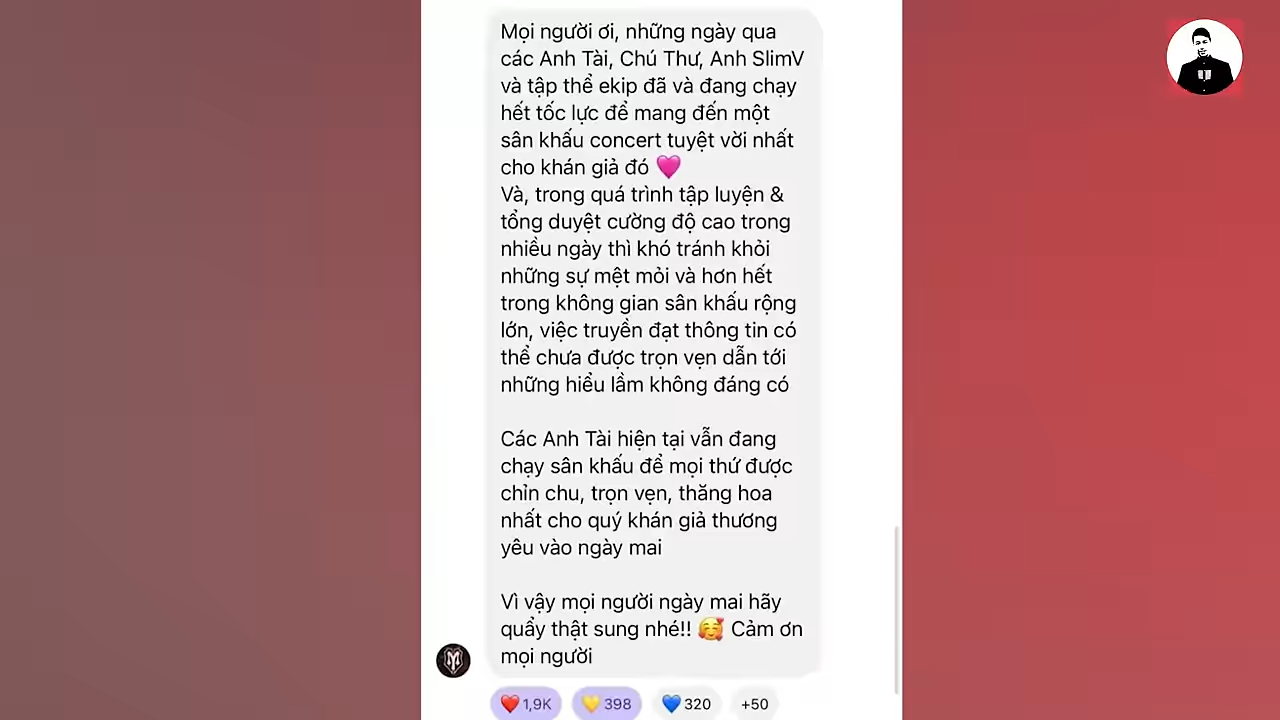 Mọi người ơi, những ngày qua
các Anh Tài, Chú Thư, Anh SlimV
và tập thể ekip đã và đang chạy
hết tốc lực để mang đến một
sân khấu concert tuyệt vời nhất
cho khán giả đó 🩷
Và, trong quá trình tập luyện &
tổng duyệt cường độ cao trong
nhiều ngày thì khó tránh khỏi
những sự mệt mỏi và hơn hết
trong không gian sân khấu rộng
lớn, việc truyền đạt thông tin có
thể chưa được trọn vẹn dẫn tới
những hiểu lầm không đáng có
Các Anh Tài hiện tại vẫn đang
chạy sân khấu để mọi thứ được
chỉn chu, trọn vẹn, thăng hoa
nhất cho quý khán giả thương
yêu vào ngày mai
Vì vậy mọi người ngày mai hãy
quẩy thật sung nhé!! 🥰 Cảm ơn
mọi người
❤️ 1,9K 💛 398 💙 320 +50